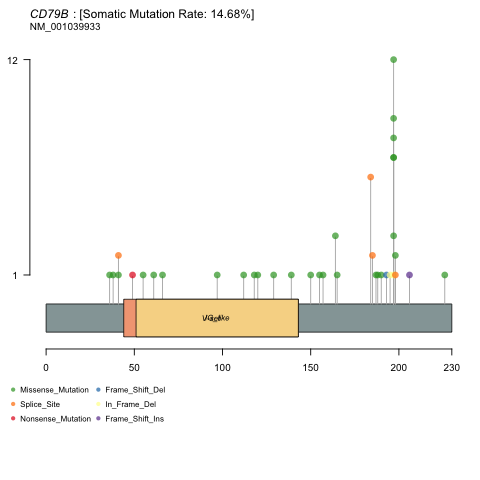 CD79B : [Somatic Mutation Rate: 14.68%]
NM_001039933
12
1
0 50 100 150 200 230
Missense_Mutation Frame_Shift_Del
Splice_Site In_Frame_Del
Nonsense_Mutation Frame_Shift_Ins